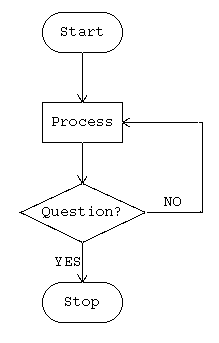 Start
Process
Question?
NO
YES
Stop